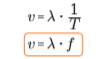 v = λ · 1/T
v = λ · f